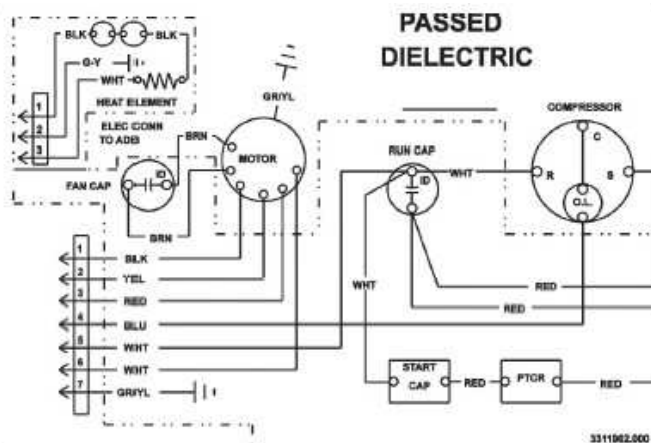 PASSED
DIELECTRIC
BLK
BLK
G-Y
WHT
HEAT ELEMENT
1
2
3
ELEC CONN
TO ADB
GR/YL
BRN
MOTOR
FAN CAP
ID
BRN
RUN CAP
ID
WHT
COMPRESSOR
C
R
S
O.L.
1
BLK
2
YEL
3
RED
4
BLU
5
WHT
6
WHT
7
GR/YL
WHT
RED
RED
START
CAP
RED
PTCR
RED
3311902.000